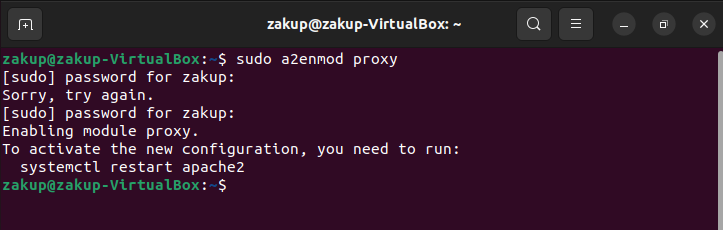 zakup@zakup-VirtualBox: ~
zakup@zakup-VirtualBox:~$ sudo a2enmod proxy
[sudo] password for zakup:
Sorry, try again.
[sudo] password for zakup:
Enabling module proxy.
To activate the new configuration, you need to run:
  systemctl restart apache2
zakup@zakup-VirtualBox:~$